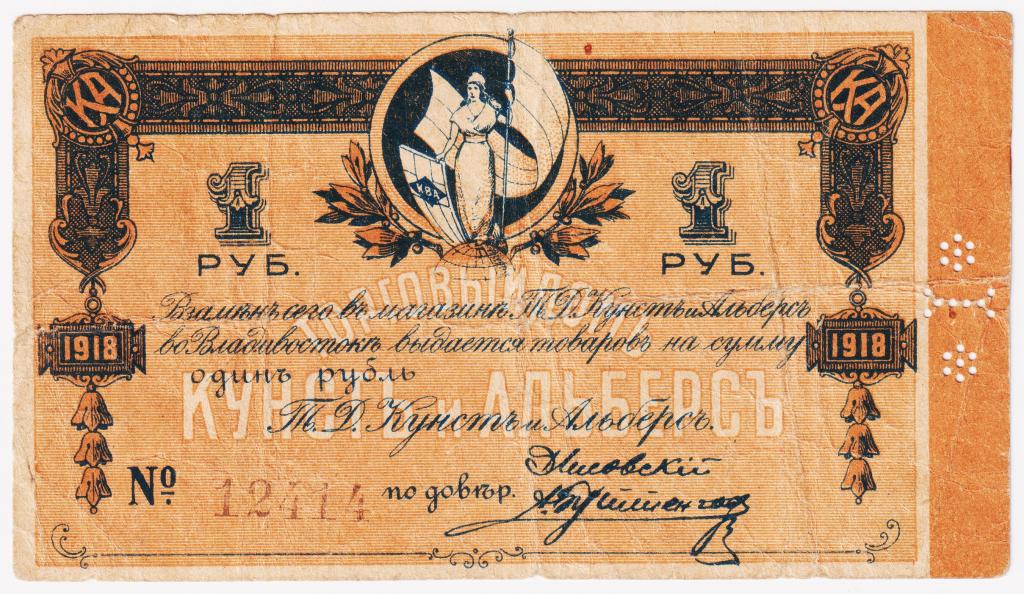 КА КА
К&А
1 1
РУБ. РУБ.
ТОРГОВЫЙ ДОМЪ
Взамѣнъ сего въ магазинѣ Т.Д. Кунстъ и Альберсъ
во Владивостокѣ выдается товаровъ на сумму
1918 1918
одинъ рубль
КУНСТЪ и АЛЬБЕРСЪ
Т.Д. Кунстъ и Альберсъ.
№ 12414 по довѣр.